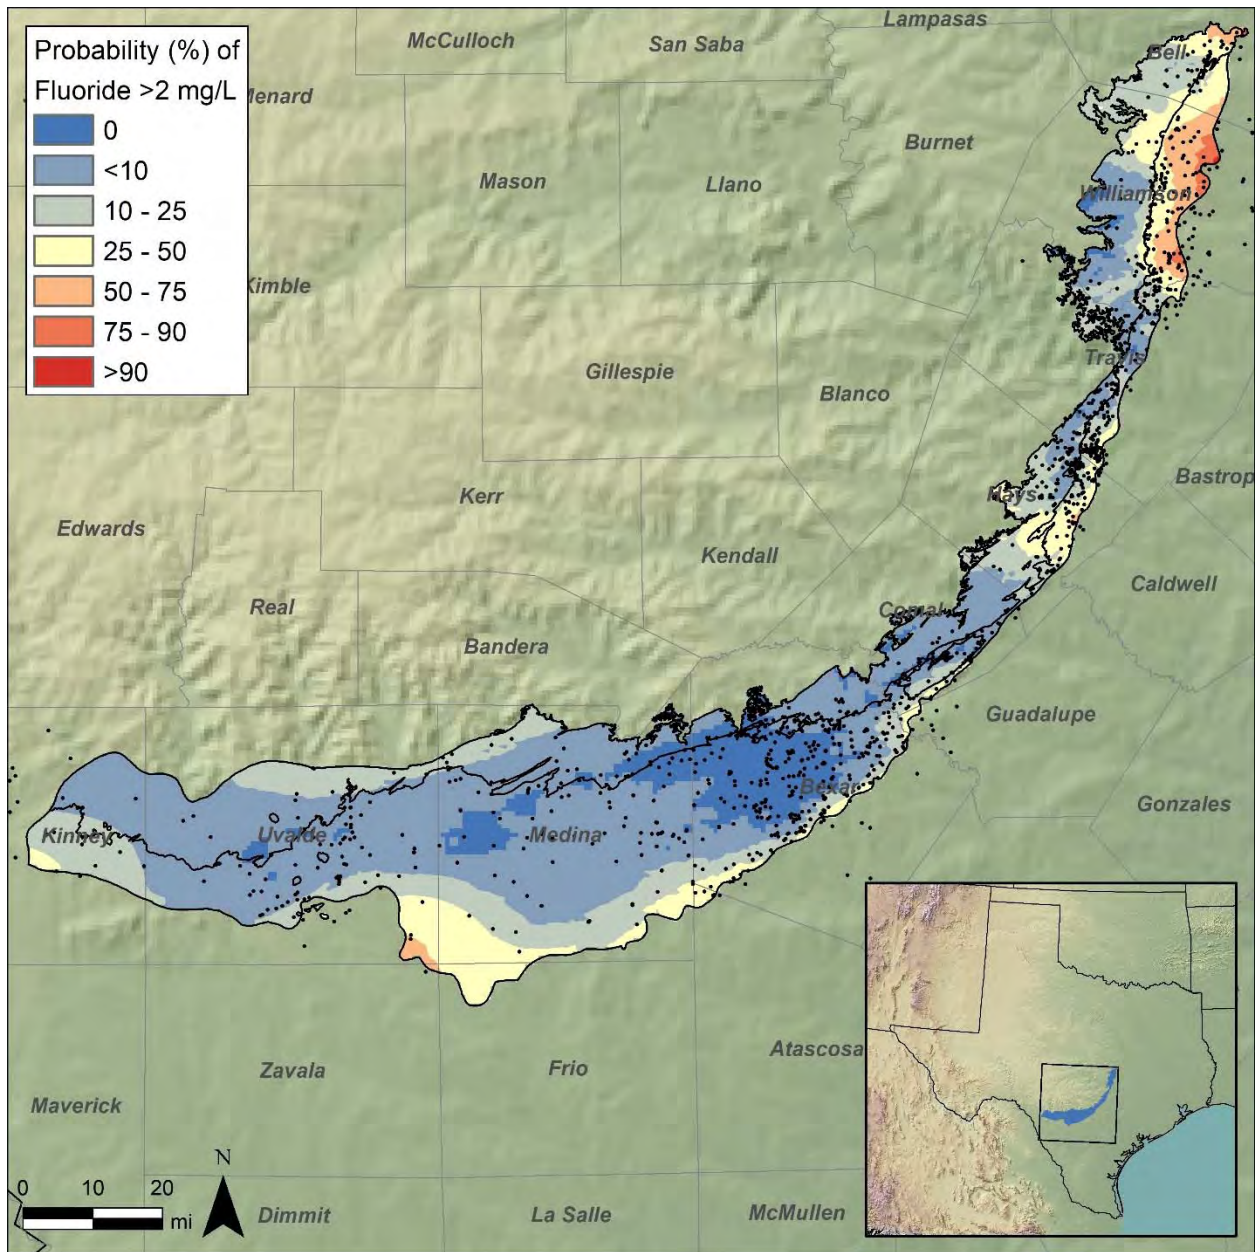 Probability (%) of
Fluoride >2 mg/L
0
<10
10 - 25
25 - 50
50 - 75
75 - 90
>90
Lampasas
McCulloch
San Saba
Bell
Menard
Burnet
Mason
Llano
Williamson
Kimble
Travis
Gillespie
Blanco
Bastrop
Kerr
Hays
Edwards
Kendall
Caldwell
Real
Comal
Bandera
Guadalupe
Bexar
Gonzales
Kinney
Uvalde
Medina
Atascosa
Zavala
Frio
Maverick
N
0 10 20
mi
Dimmit
La Salle
McMullen